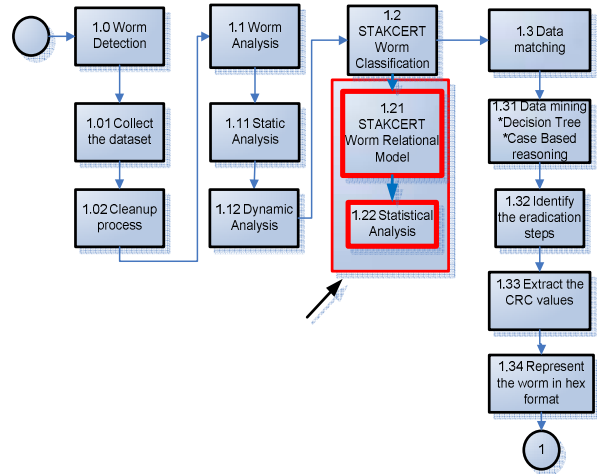 1.0 Worm
Detection
1.01 Collect
the dataset
1.02 Cleanup
process
1.1 Worm
Analysis
1.11 Static
Analysis
1.12 Dynamic
Analysis
1.2
STAKCERT
Worm
Classification
1.21
STAKCERT
Worm Relational
Model
1.22 Statistical
Analysis
1.3 Data
matching
1.31 Data mining
*Decision Tree
*Case Based
reasoning
1.32 Identify
the eradication
steps
1.33 Extract the
CRC values
1.34 Represent
the worm in hex
format
1